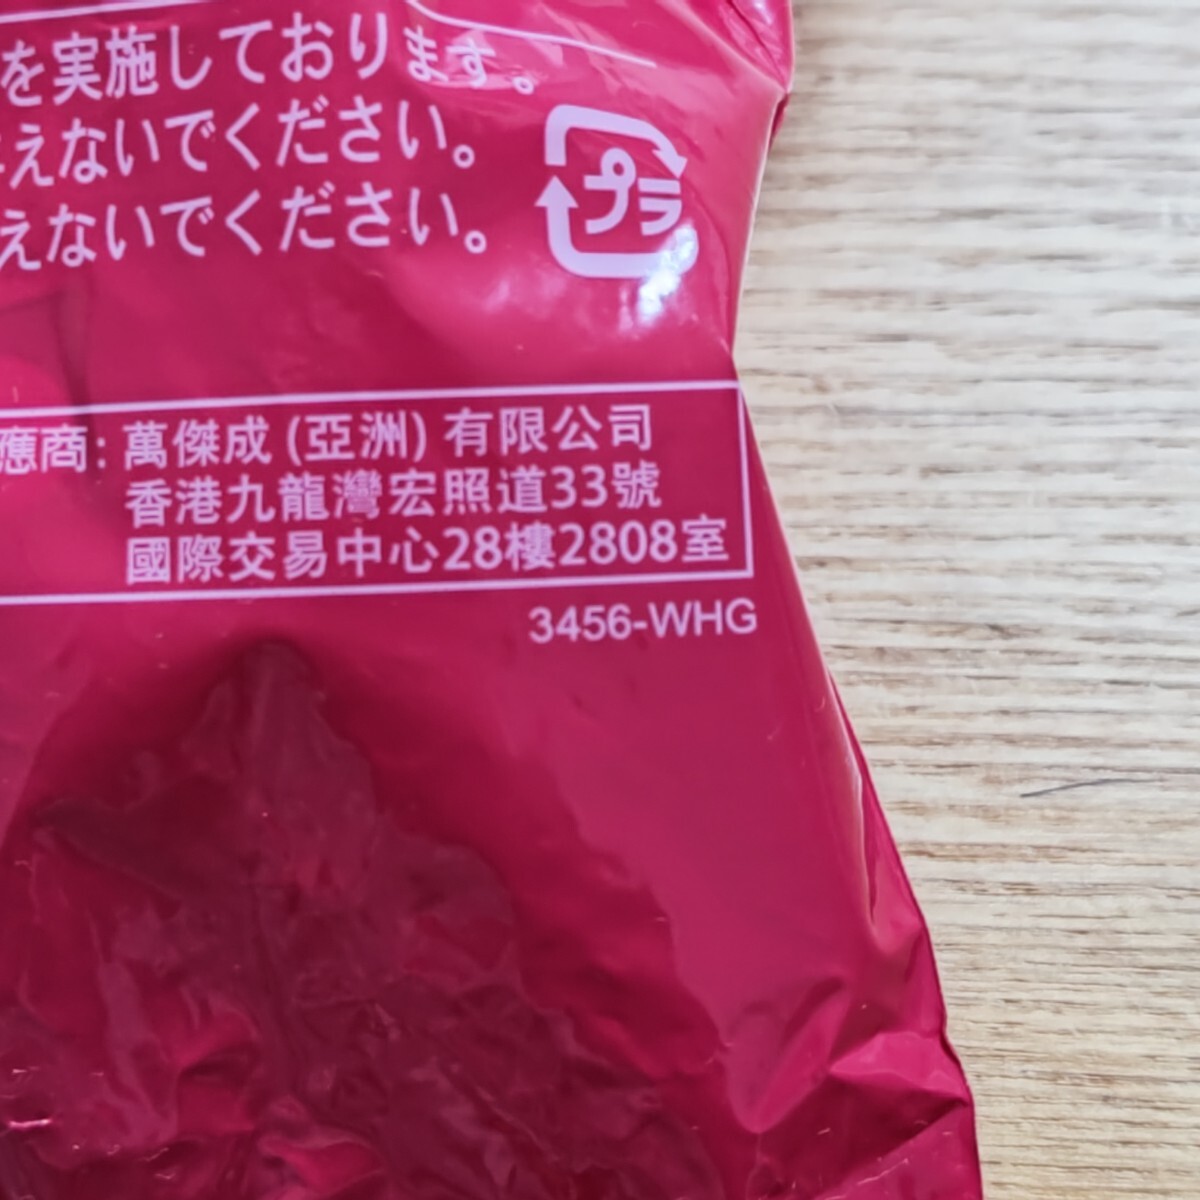 を実施しております。
えないでください。
えないでください。
プラ
應商: 萬傑成 (亞洲) 有限公司
香港九龍灣宏照道33號
國際交易中心28樓2808室
3456-WHG